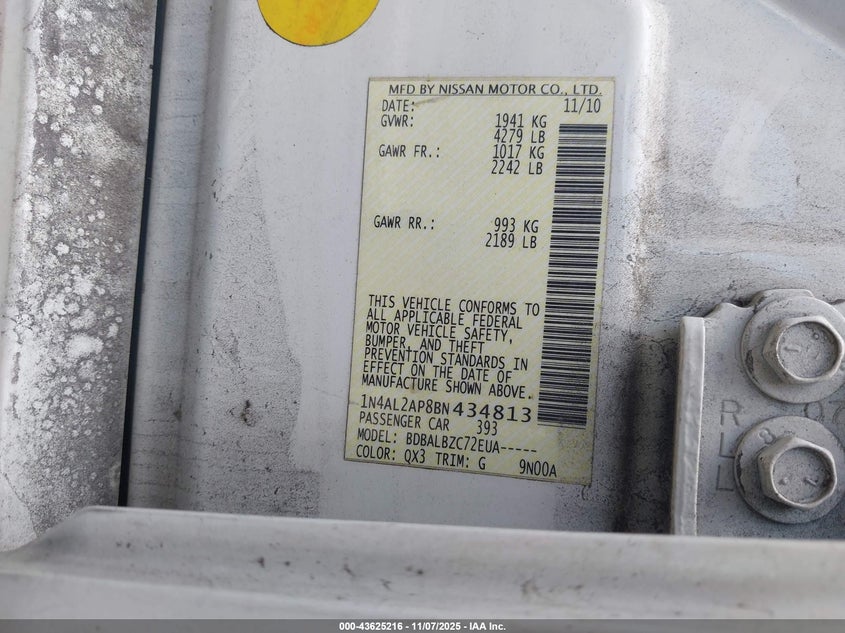 MFD BY NISSAN MOTOR CO., LTD.
DATE: 11/10
GVWR: 1941 KG
4279 LB
GAWR FR.: 1017 KG
2242 LB
GAWR RR.: 993 KG
2189 LB
THIS VEHICLE CONFORMS TO
ALL APPLICABLE FEDERAL
MOTOR VEHICLE SAFETY,
BUMPER, AND THEFT
PREVENTION STANDARDS IN
EFFECT ON THE DATE OF
MANUFACTURE SHOWN ABOVE.
1N4AL2AP8BN434813
PASSENGER CAR 393
MODEL: BDBALBZC72EUA-----
COLOR: QX3 TRIM: G 9N00A
000-43625216 - 11/07/2025 - IAA Inc.